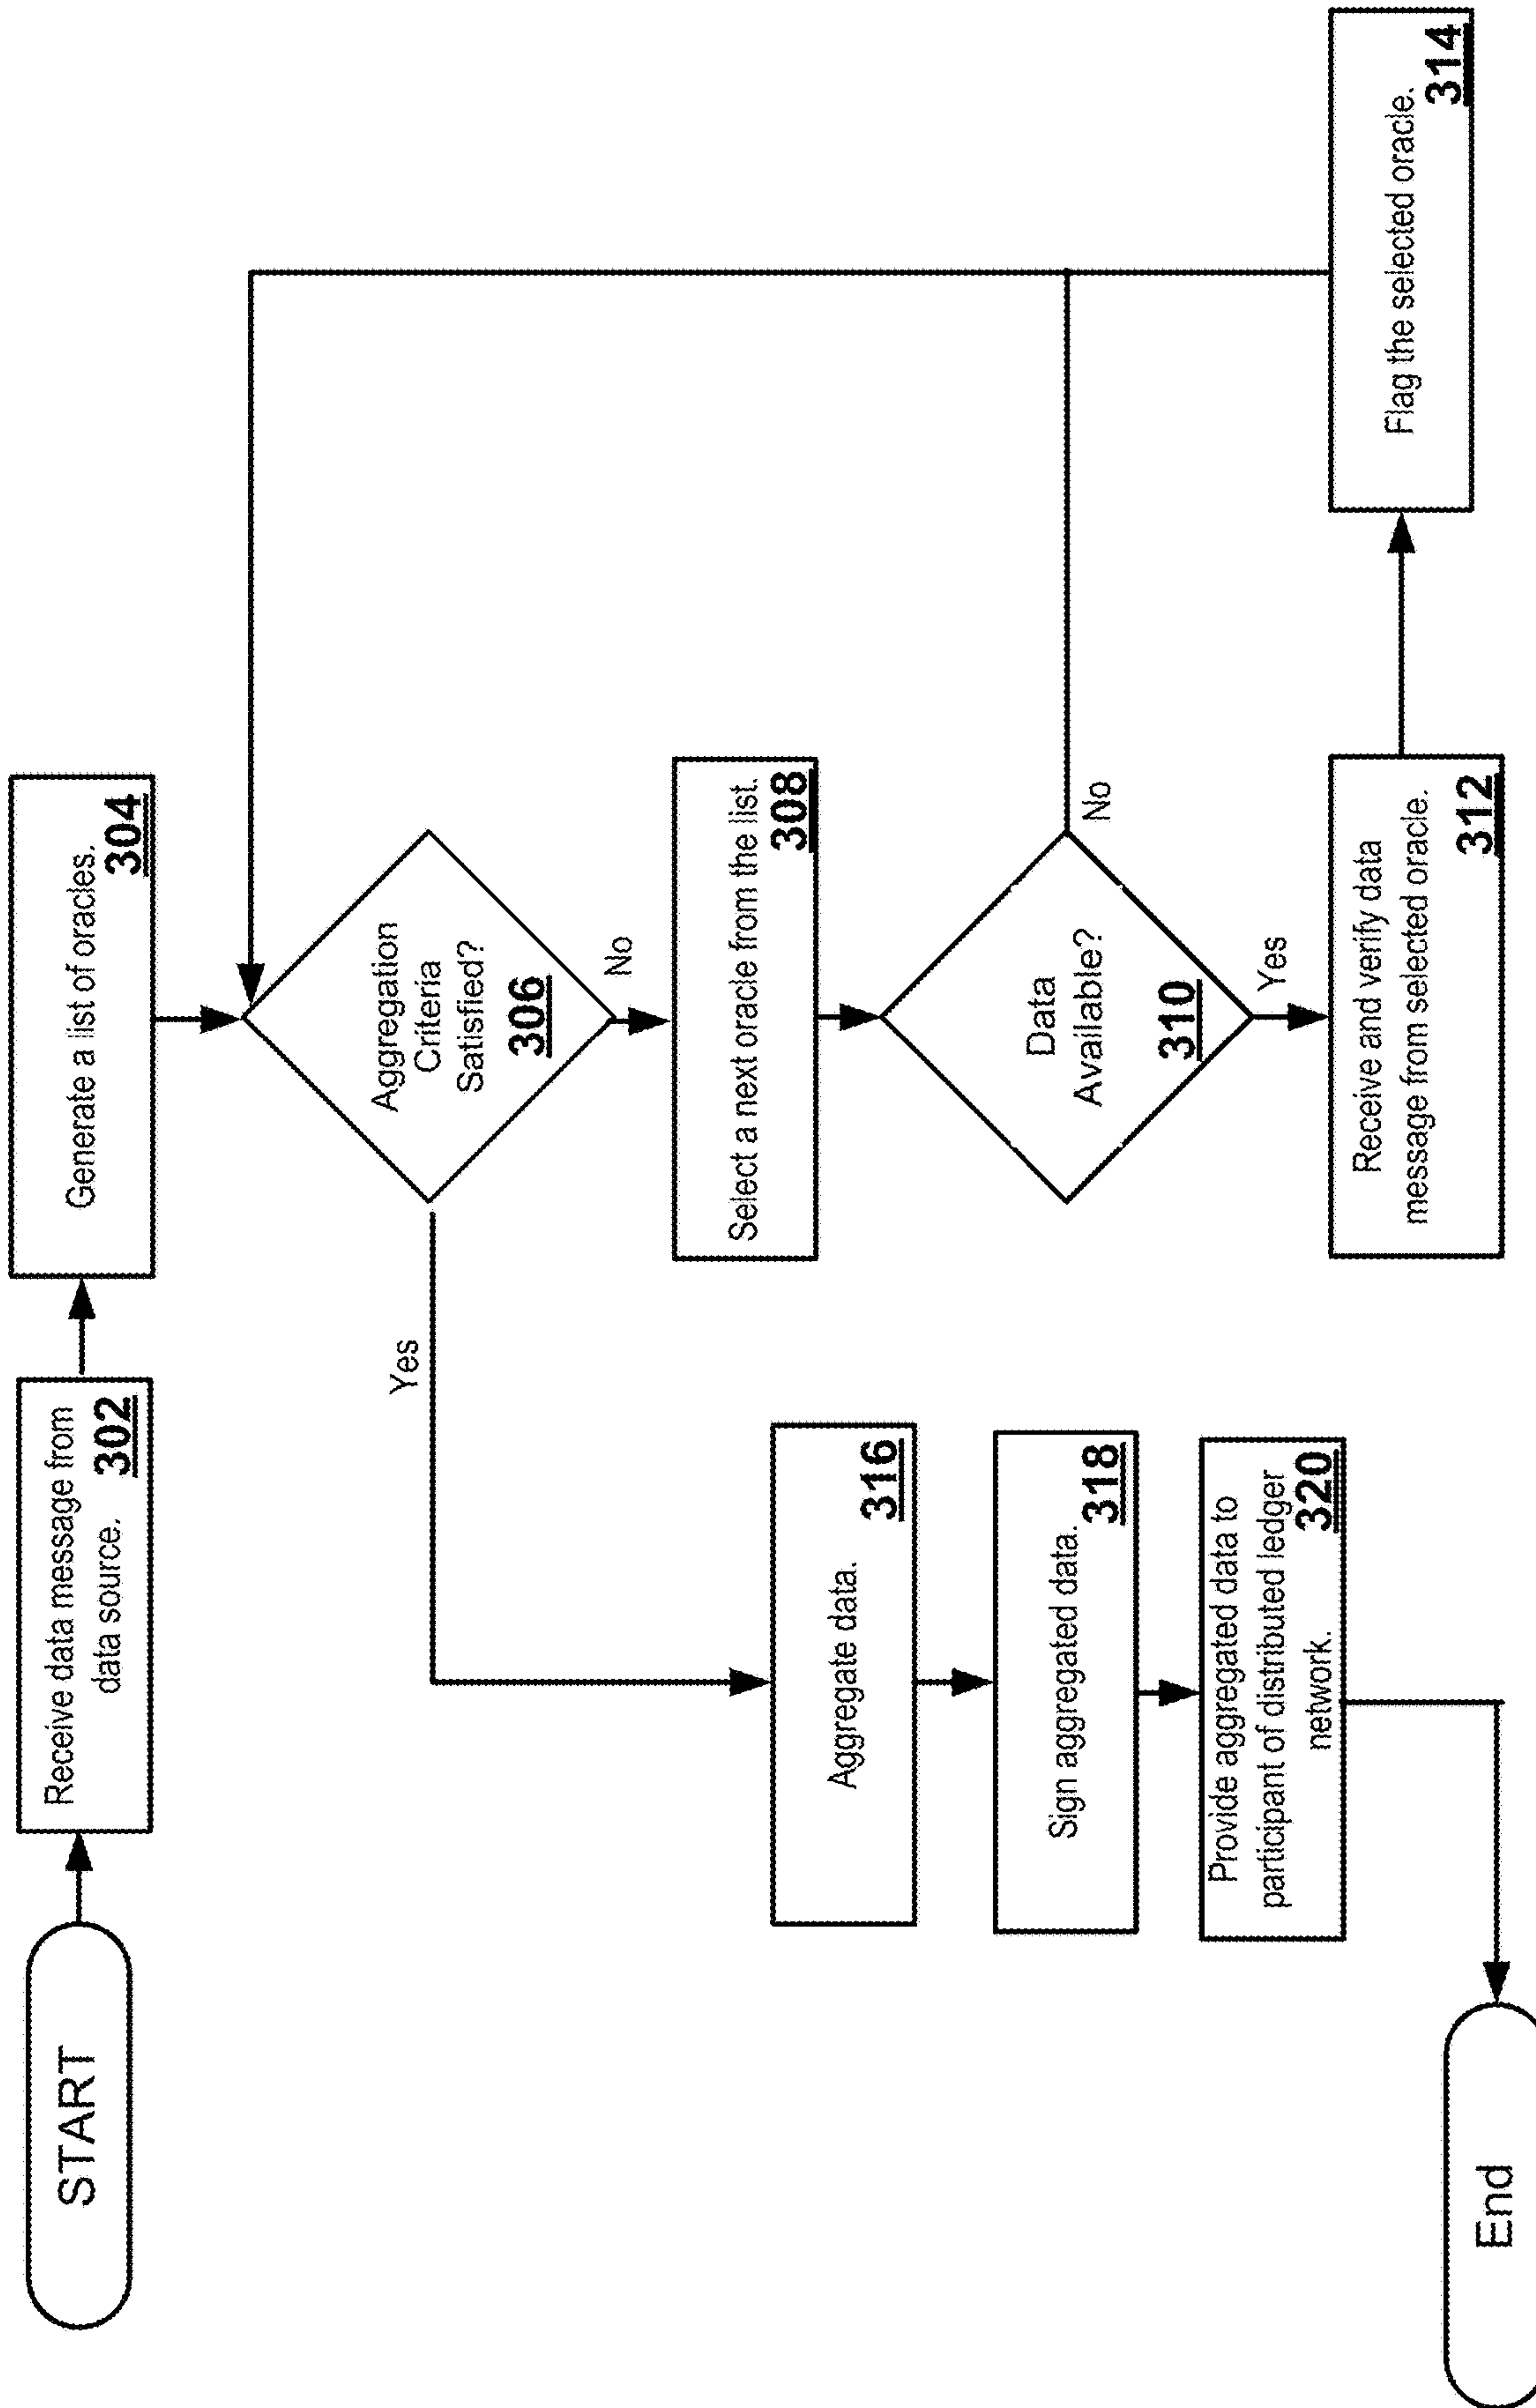 START
Receive data message from
data source.
302
Generate a list of oracles.
304
Aggregation
Criteria
Satisfied?
306
Yes
No
Select a next oracle from the list.
308
Data
Available?
310
No
Yes
Receive and verify data
message from selected oracle.
312
Flag the selected oracle.
314
Aggregate data.
316
Sign aggregated data.
318
Provide aggregated data to
participant of distributed ledger
network.
320
End